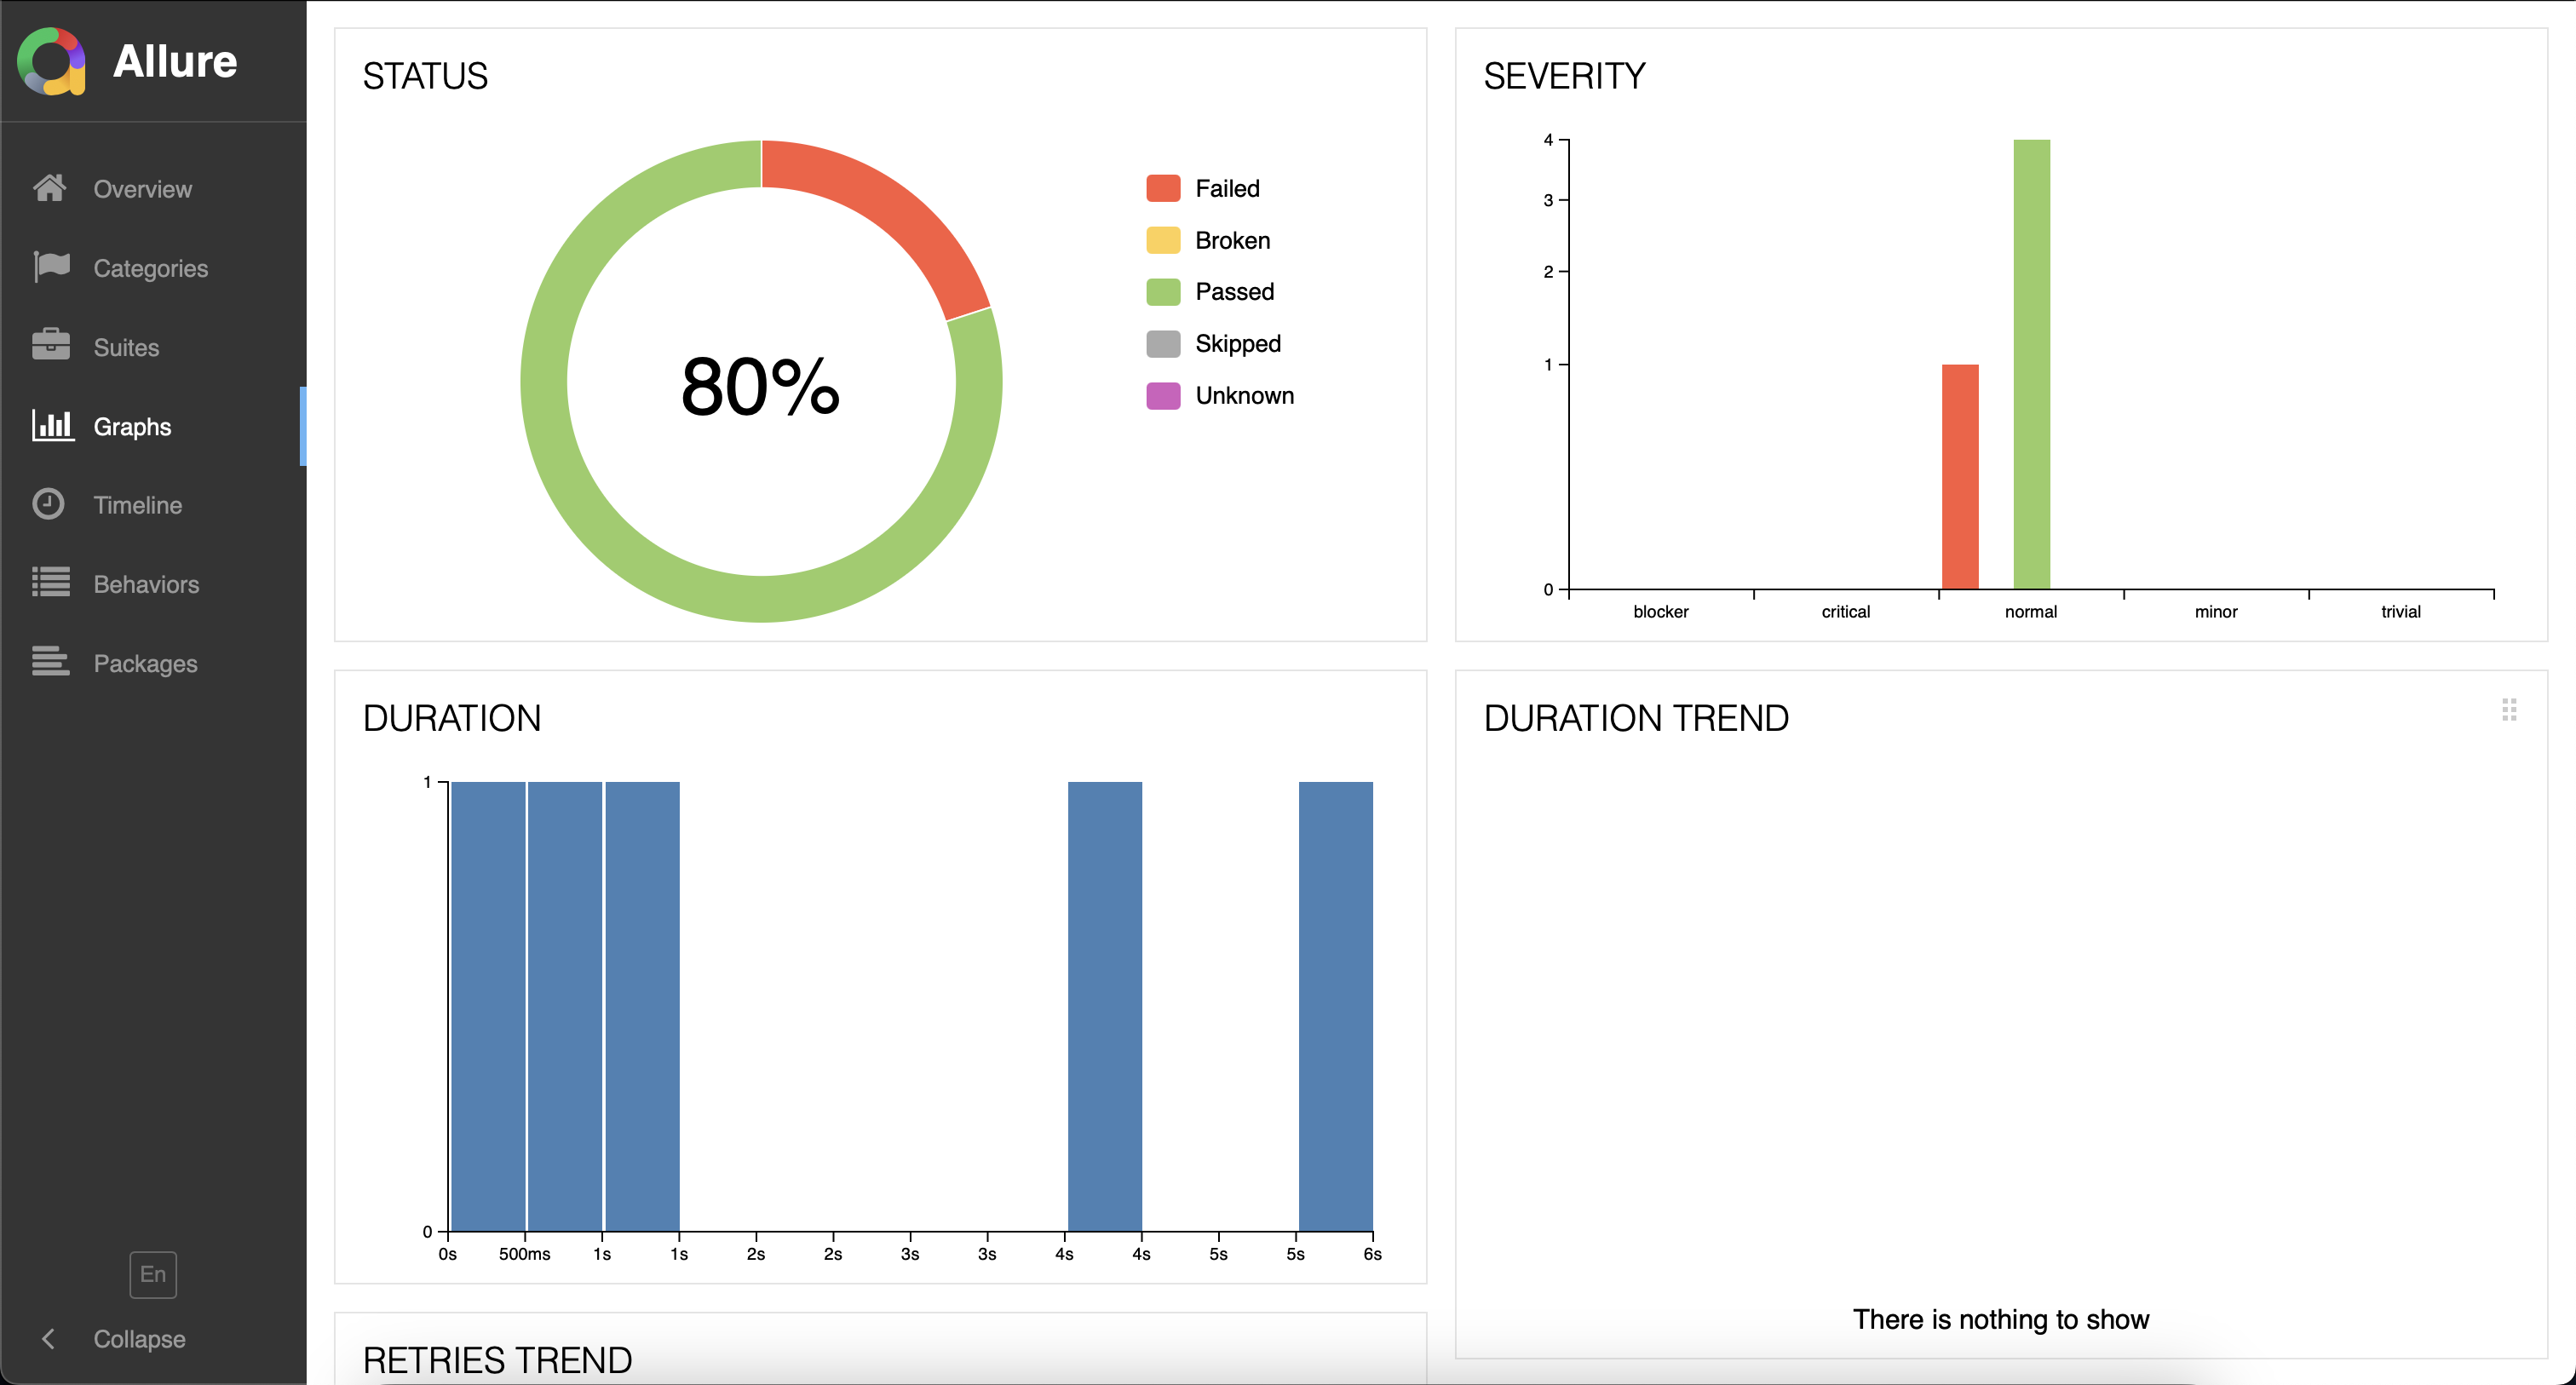 Allure
Overview
Categories
Suites
Graphs
Timeline
Behaviors
Packages
En
Collapse
STATUS
80%
Failed
Broken
Passed
Skipped
Unknown
SEVERITY
4
3
2
1
0
blocker critical normal minor trivial
DURATION
1
0
0s 500ms 1s 1s 2s 2s 3s 3s 4s 4s 5s 5s 6s
DURATION TREND
There is nothing to show
RETRIES TREND